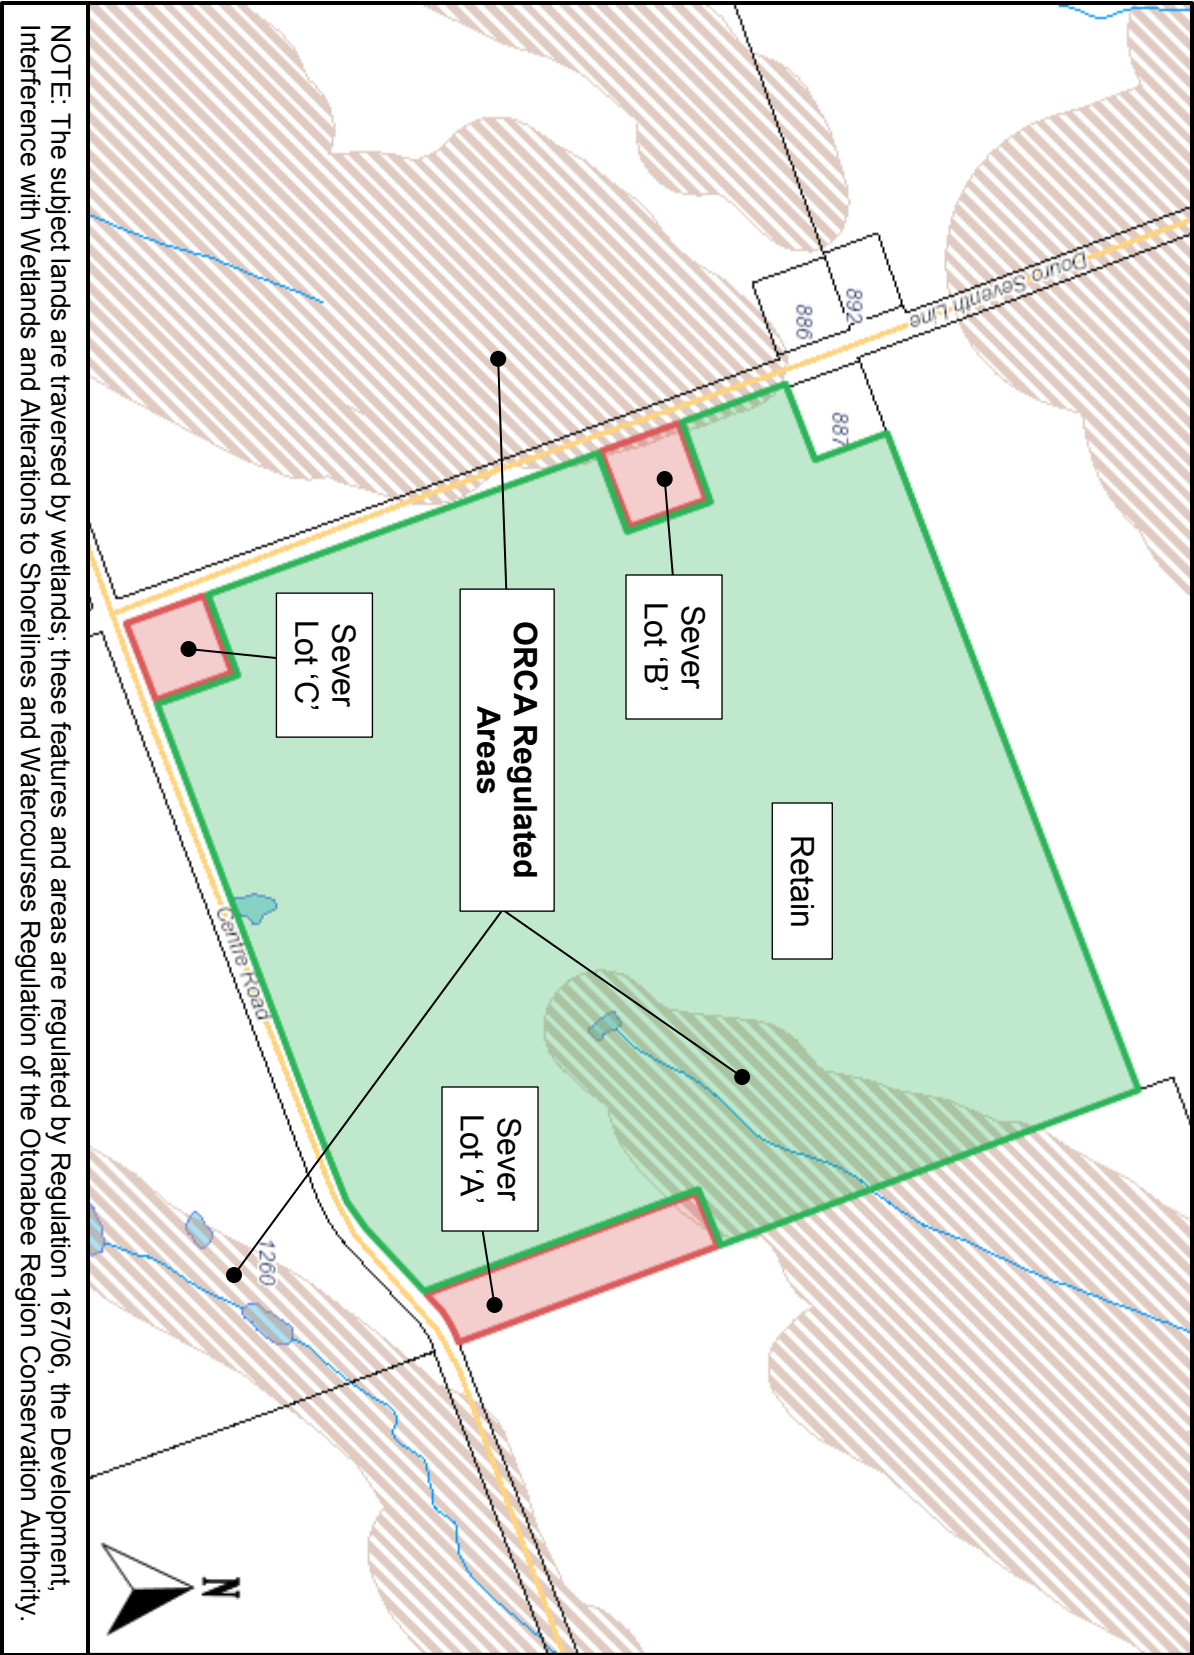 Douro Seventh Line
892
886
887
Retain
Sever
Lot ‘B’
ORCA Regulated
Areas
Sever
Lot ‘C’
Sever
Lot ‘A’
Centre Road
1260
N
NOTE: The subject lands are traversed by wetlands; these features and areas are regulated by Regulation 167/06, the Development,
Interference with Wetlands and Alterations to Shorelines and Watercourses Regulation of the Otonabee Region Conservation Authority.